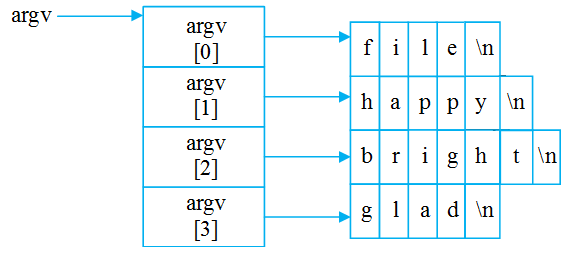 argv
argv
[0]
f i l e \n
argv
[1]
h a p p y \n
argv
[2]
b r i g h t \n
argv
[3]
g l a d \n